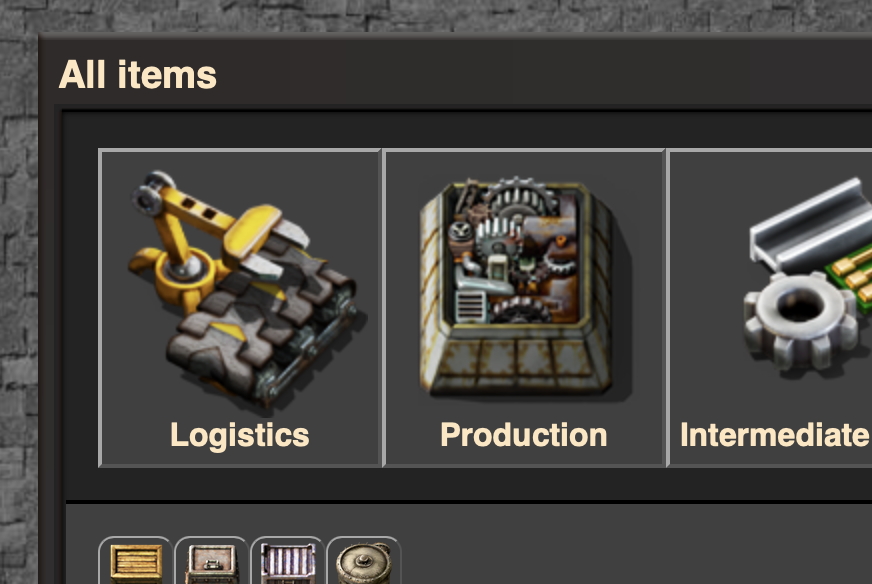 All items
Logistics
Production
Intermediate